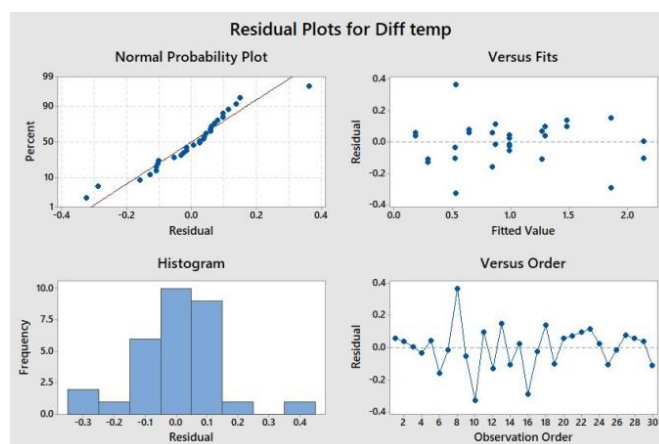 Residual Plots for Diff temp
Normal Probability Plot
99
90
50
10
1
Percent
-0.4
-0.2
0.0
0.2
0.4
Residual
Versus Fits
0.4
0.2
0.0
-0.2
-0.4
Residual
0.0
0.5
1.0
1.5
2.0
Fitted Value
Histogram
10.0
7.5
5.0
2.5
0.0
Frequency
-0.3
-0.2
-0.1
0.0
0.1
0.2
0.3
0.4
Residual
Versus Order
0.4
0.2
0.0
-0.2
-0.4
Residual
2 4 6 8 10 12 14 16 18 20 22 24 26 28 30
Observation Order